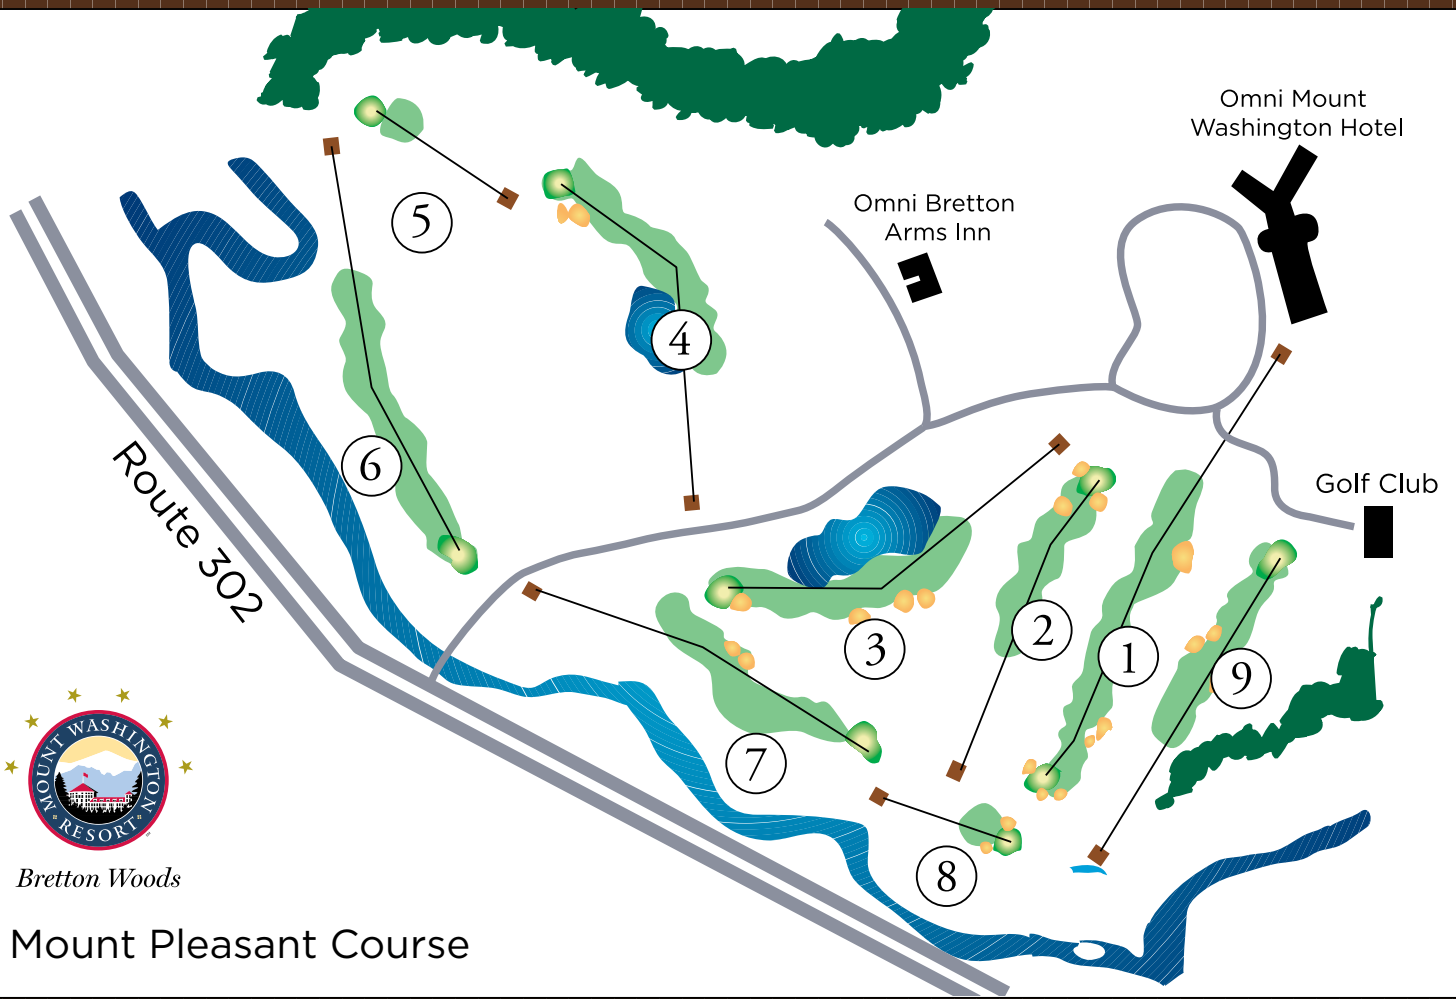 Omni Mount
Washington Hotel
Omni Bretton
Arms Inn
5
4
6
Route 302
Golf Club
3
2
1
9
7
8
MOUNT WASHINGTON
RESORT
Bretton Woods
Mount Pleasant Course